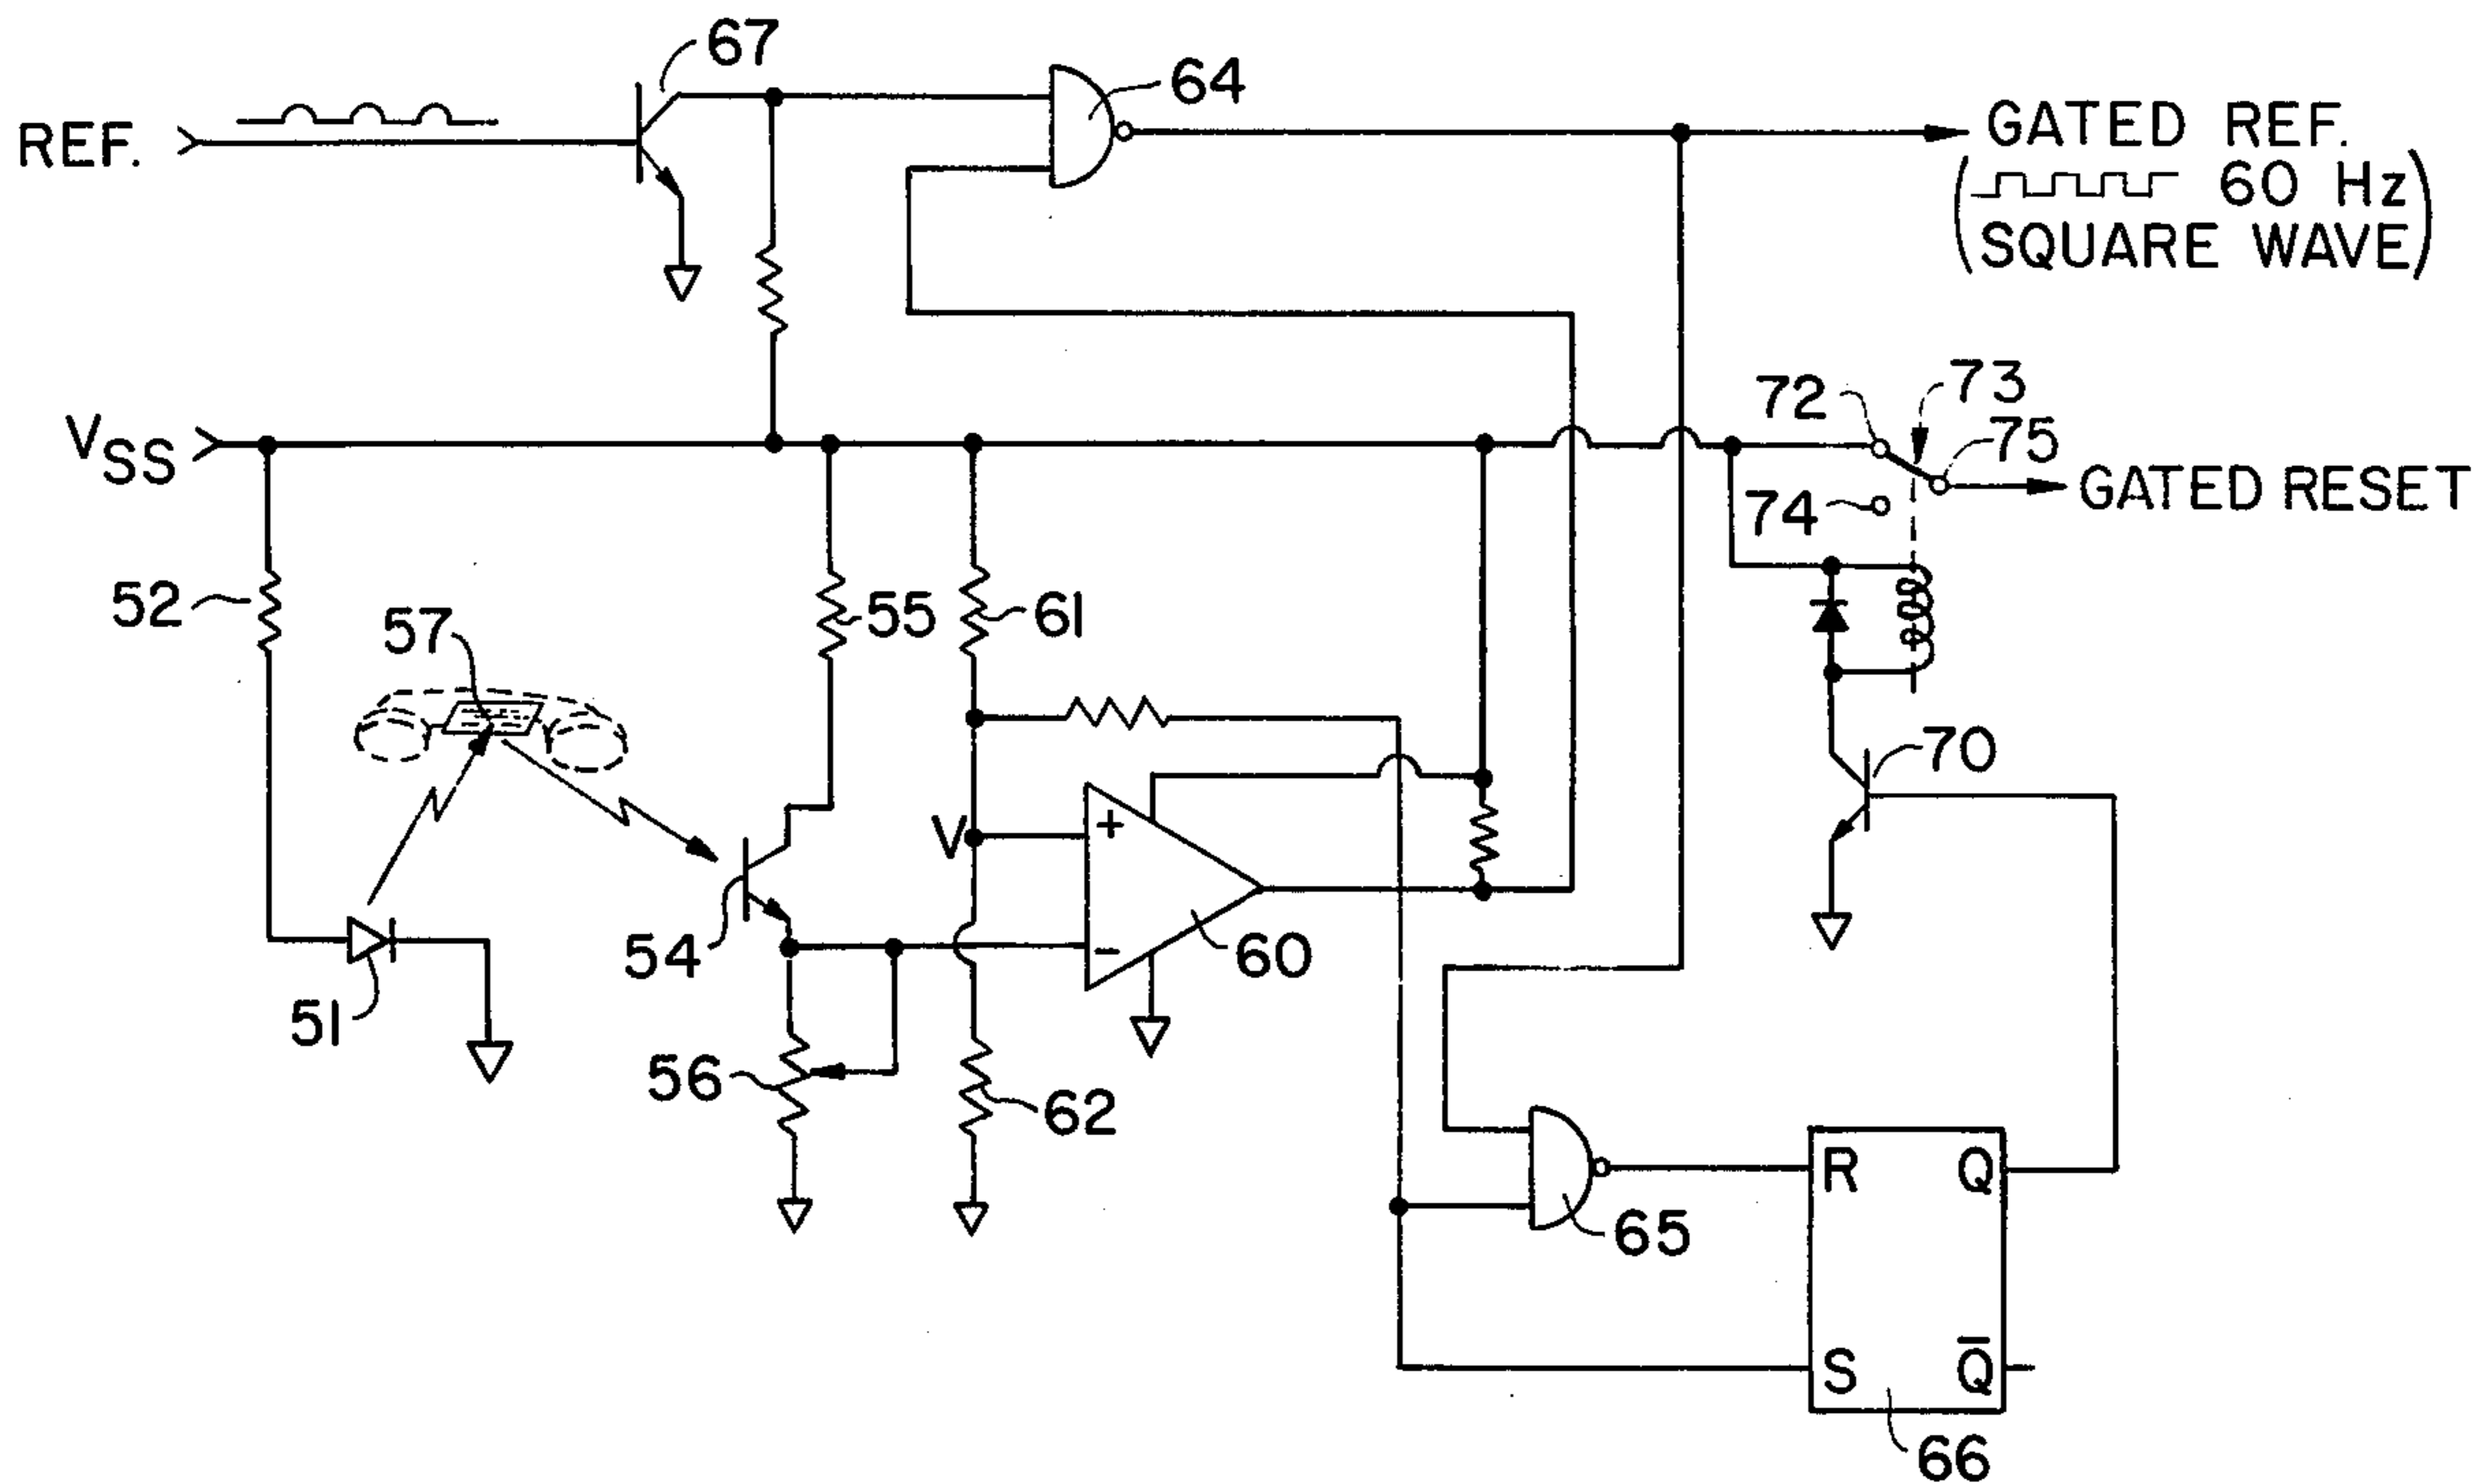 67
64
REF.
GATED REF.
( 60 Hz
SQUARE WAVE )
72
73
75
VSS
GATED RESET
74
52
57
55
61
70
V
+
54
-
60
51
56
62
R
Q
65
S
Q̅
66